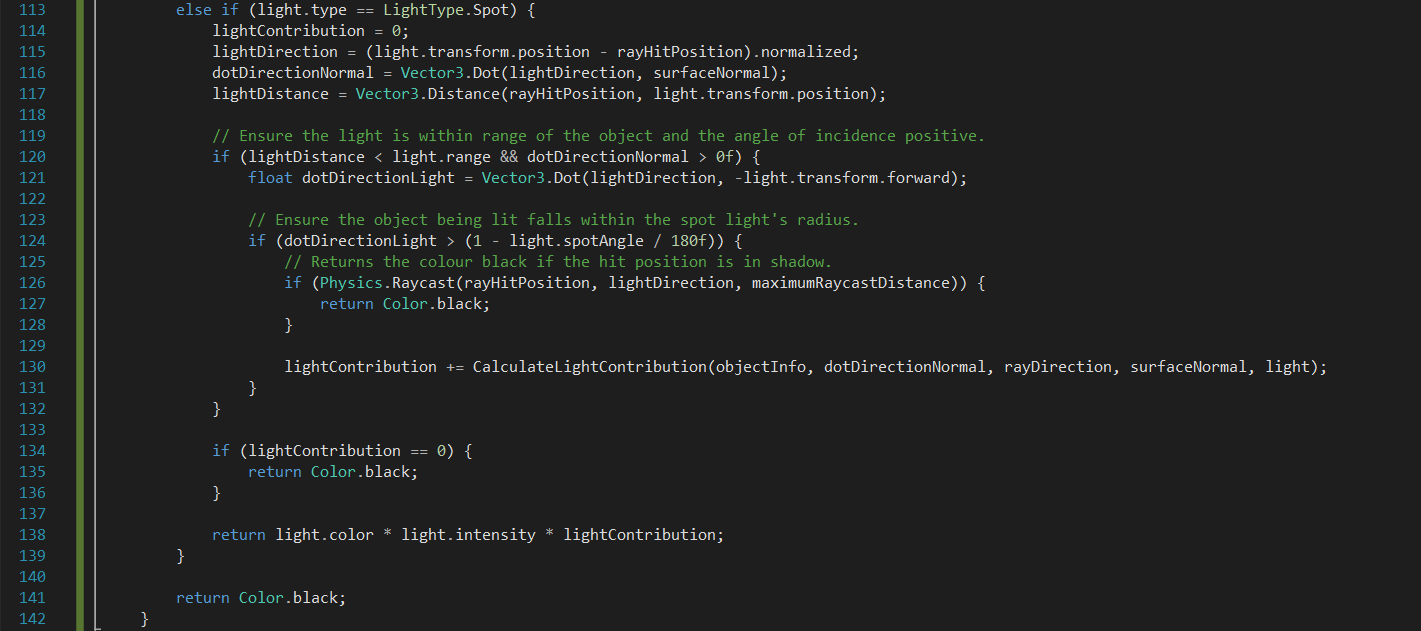 113 else if (light.type == LightType.Spot) {
114 lightContribution = 0;
115 lightDirection = (light.transform.position - rayHitPosition).normalized;
116 dotDirectionNormal = Vector3.Dot(lightDirection, surfaceNormal);
117 lightDistance = Vector3.Distance(rayHitPosition, light.transform.position);
118
119 // Ensure the light is within range of the object and the angle of incidence positive.
120 if (lightDistance < light.range && dotDirectionNormal > 0f) {
121 float dotDirectionLight = Vector3.Dot(lightDirection, -light.transform.forward);
122
123 // Ensure the object being lit falls within the spot light's radius.
124 if (dotDirectionLight > (1 - light.spotAngle / 180f)) {
125 // Returns the colour black if the hit position is in shadow.
126 if (Physics.Raycast(rayHitPosition, lightDirection, maximumRaycastDistance)) {
127 return Color.black;
128 }
129
130 lightContribution += CalculateLightContribution(objectInfo, dotDirectionNormal, rayDirection, surfaceNormal, light);
131 }
132 }
133
134 if (lightContribution == 0) {
135 return Color.black;
136 }
137
138 return light.color * light.intensity * lightContribution;
139 }
140
141 return Color.black;
142 }